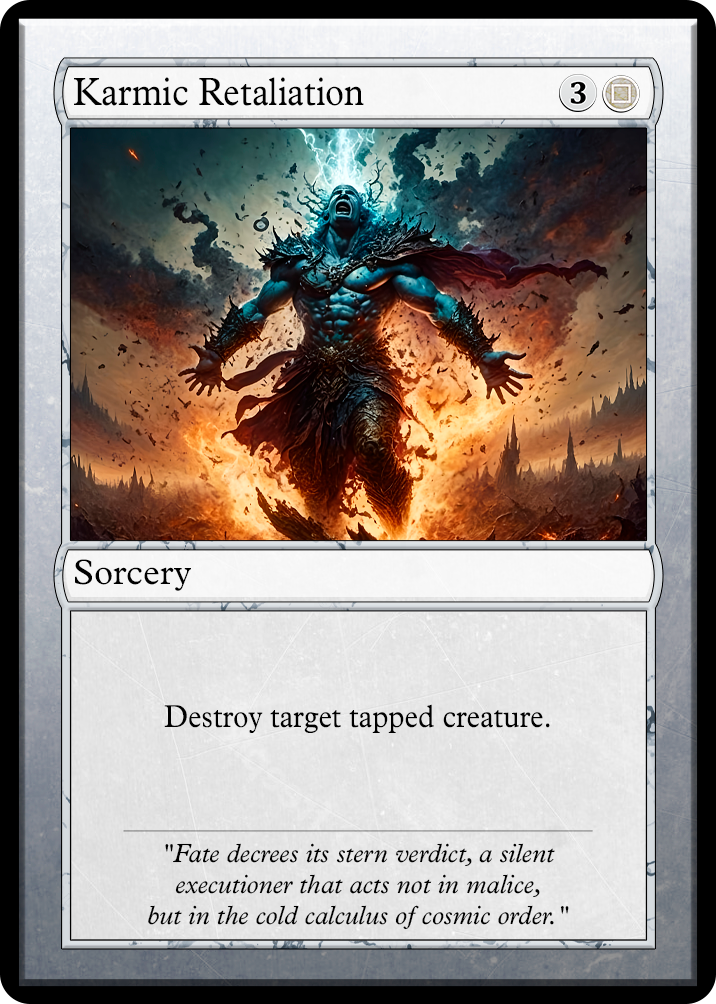 Karmic Retaliation 3
Sorcery
Destroy target tapped creature.
"Fate decrees its stern verdict, a silent
executioner that acts not in malice,
but in the cold calculus of cosmic order."